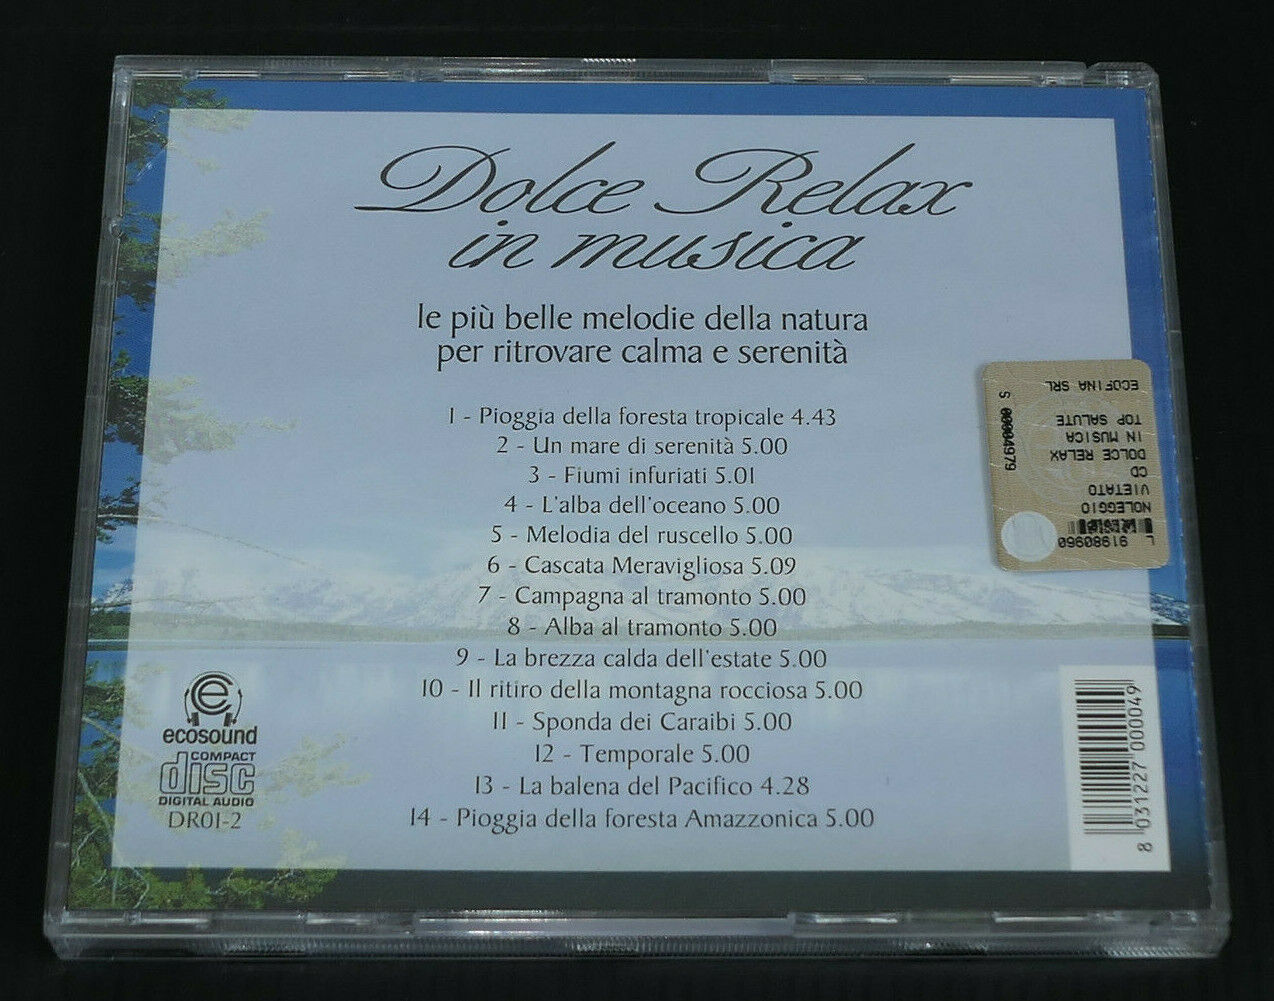 Dolce Relax
in musica
le più belle melodie della natura
per ritrovare calma e serenità
1 - Pioggia della foresta tropicale 4.43
2 - Un mare di serenità 5.00
3 - Fiumi infuriati 5.01
4 - L'alba dell'oceano 5.00
5 - Melodia del ruscello 5.00
6 - Cascata Meravigliosa 5.09
7 - Campagna al tramonto 5.00
8 - Alba al tramonto 5.00
9 - La brezza calda dell'estate 5.00
10 - Il ritiro della montagna rocciosa 5.00
11 - Sponda dei Caraibi 5.00
12 - Temporale 5.00
13 - La balena del Pacifico 4.28
14 - Pioggia della foresta Amazzonica 5.00
e
ecosound
COMPACT
disc
DIGITAL AUDIO
DR01-2
L 919809960
NOLEGGIO
VIETATO
CD
DOLCE RELAX
IN MUSICA
TOP SALUTE
ECOFINA SRL
S 00004979
8 031227 000049